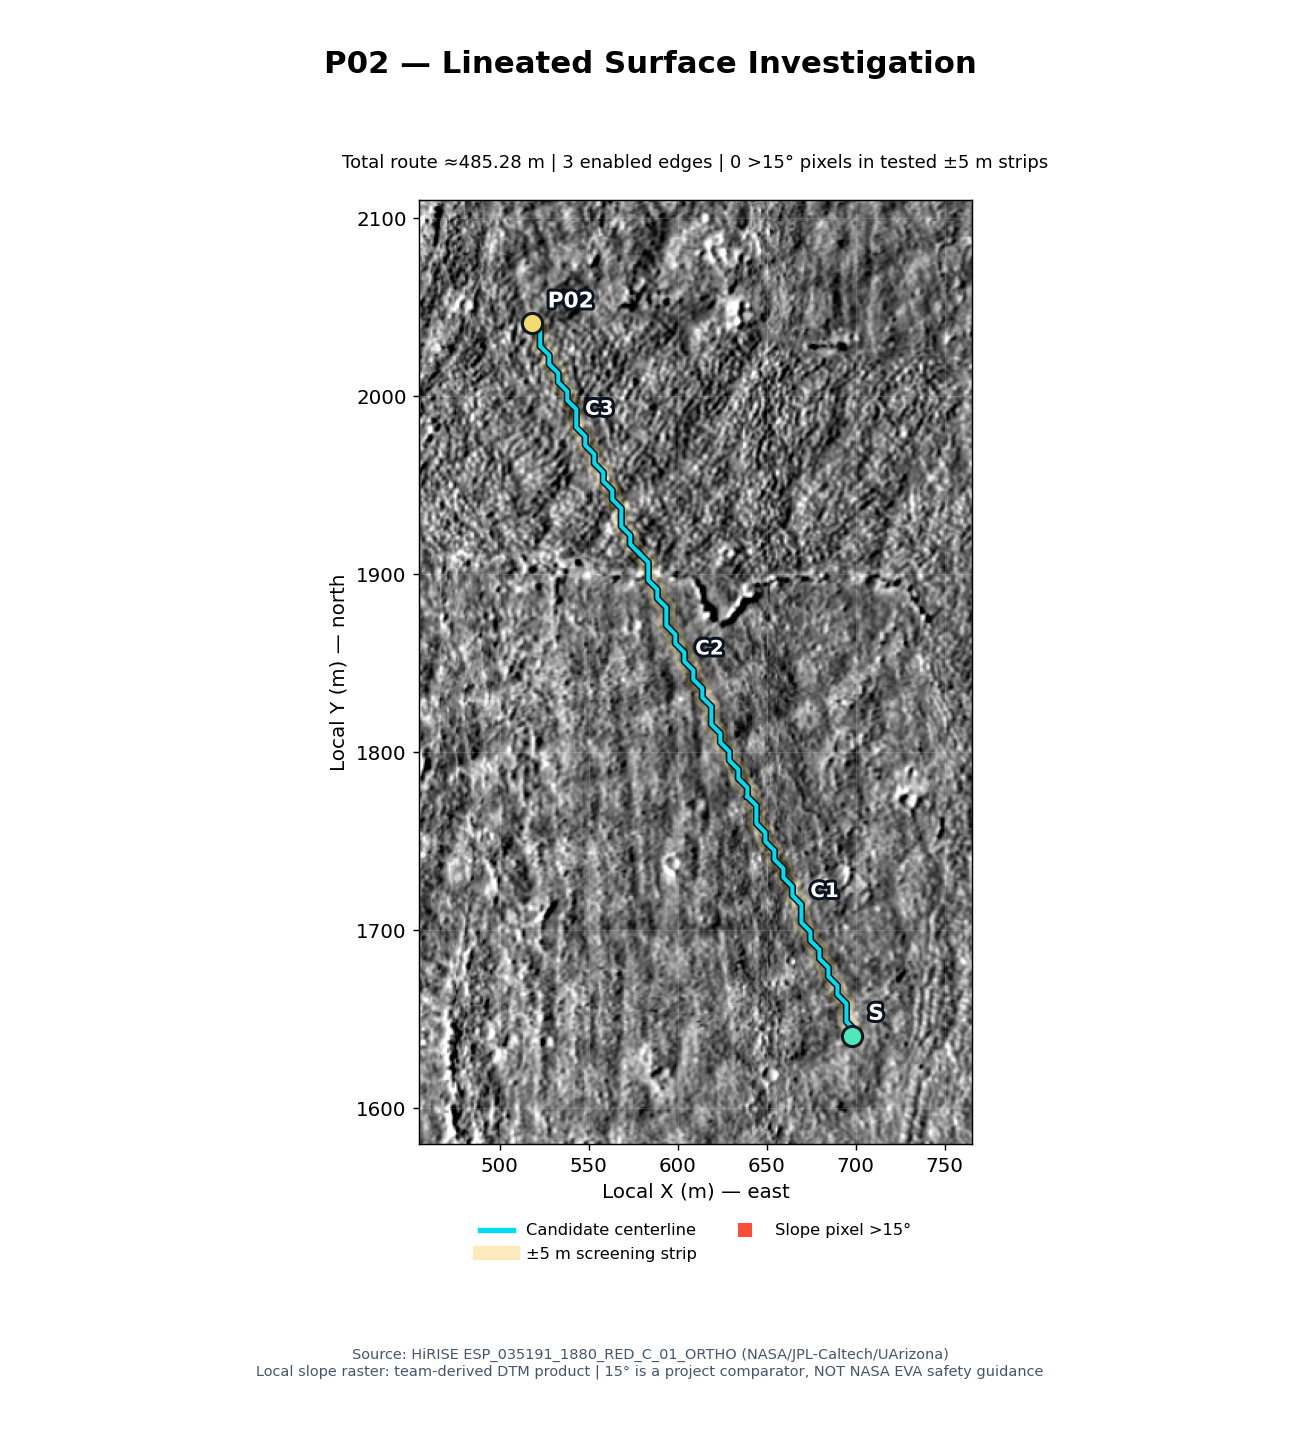 P02 — Lineated Surface Investigation
Total route ≈485.28 m | 3 enabled edges | 0 >15° pixels in tested ±5 m strips
2100
2000
1900
1800
1700
1600
Local Y (m) — north
P02
C3
C2
C1
S
500 550 600 650 700 750
Local X (m) — east
Candidate centerline
±5 m screening strip
Slope pixel >15°
Source: HiRISE ESP_035191_1880_RED_C_01_ORTHO (NASA/JPL-Caltech/UArizona)
Local slope raster: team-derived DTM product | 15° is a project comparator, NOT NASA EVA safety guidance